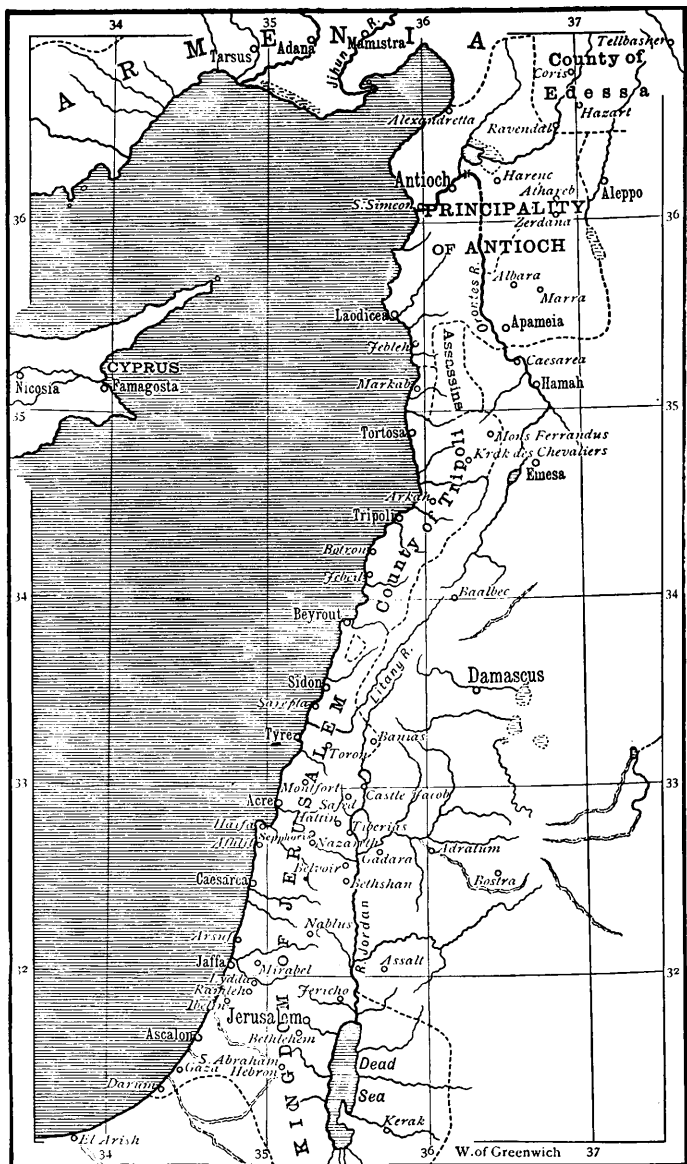 34 35 36 37
Tarsus
Adana
Mamistra
Jihun R.
ARMENIA
Tellbasher
County of
Edessa
Coris
Hazart
Alexandretta
Ravendal
Antioch
Harenc
Athareb
Aleppo
36
S. Simeon
PRINCIPALITY
36
Zerdana
OF ANTIOCH
Orontes R.
Albara
Marra
Laodicea
Apameia
Jebleh
Assassins
Caesarea
CYPRUS
Nicosia
Famagosta
Markab
Hamah
35
35
Tortosa
Mons Ferrandus
Krak des Chevaliers
Emesa
County of Tripoli
Arkah
Tripoli
Botron
Jebeil
34
34
Baalbec
Beyrout
Litany R.
Damascus
Sidon
Sarepta
Tyre
Banias
Toron
33
33
Montfort
Castle Jacob
Acre
Safed
Hattin
Haifa
Sepphoris
Tiberias
Athlit
Nazareth
Gadara
Adratum
Belvoir
Bostra
Caesarea
Bethshan
KINGDOM OF JERUSALEM
Nablus
R. Jordan
Arsuf
32
Jaffa
Mirabel
Assalt
32
Lydda
Ramleh
Ibelin
Jericho
Jerusalem
Ascalon
Bethlehem
S. Abraham
Hebron
Gaza
Dead
Sea
Darum
Kerak
El Arish
W. of Greenwich
34 35 36 37